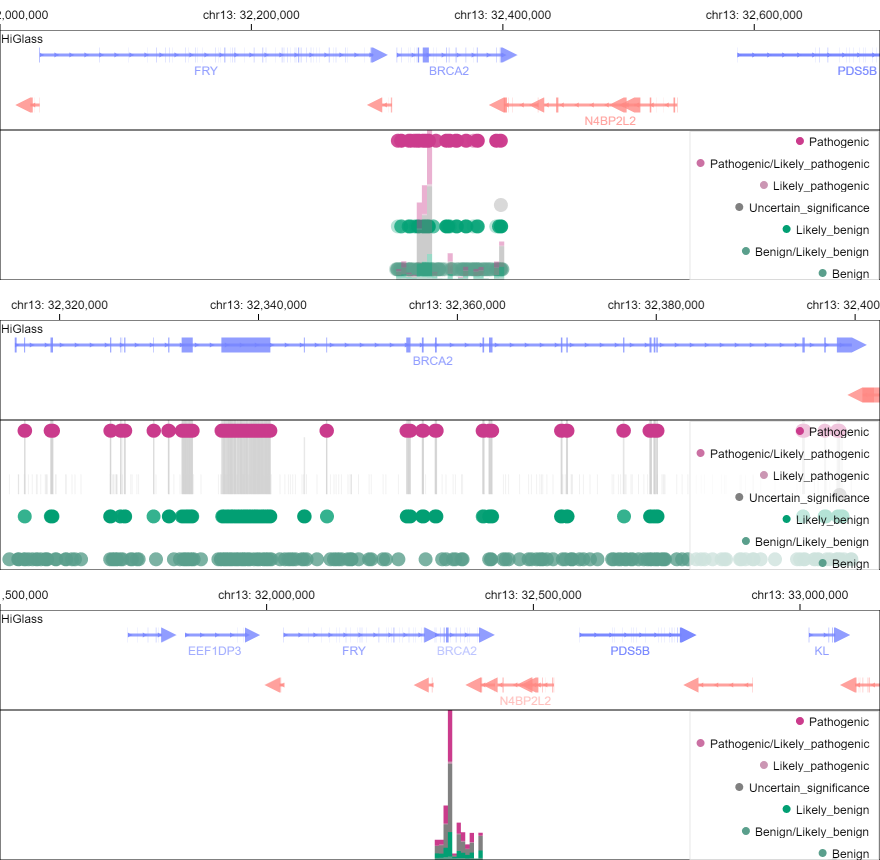 2,000,000 chr13: 32,200,000 chr13: 32,400,000 chr13: 32,600,000
HiGlass
FRY BRCA2 PDS5B
N4BP2L2
Pathogenic
Pathogenic/Likely_pathogenic
Likely_pathogenic
Uncertain_significance
Likely_benign
Benign/Likely_benign
Benign
chr13: 32,320,000 chr13: 32,340,000 chr13: 32,360,000 chr13: 32,380,000 chr13: 32,400
HiGlass
BRCA2
Pathogenic
Pathogenic/Likely_pathogenic
Likely_pathogenic
Uncertain_significance
Likely_benign
Benign/Likely_benign
Benign
,500,000 chr13: 32,000,000 chr13: 32,500,000 chr13: 33,000,000
HiGlass
EEF1DP3 FRY BRCA2 PDS5B KL
N4BP2L2
Pathogenic
Pathogenic/Likely_pathogenic
Likely_pathogenic
Uncertain_significance
Likely_benign
Benign/Likely_benign
Benign